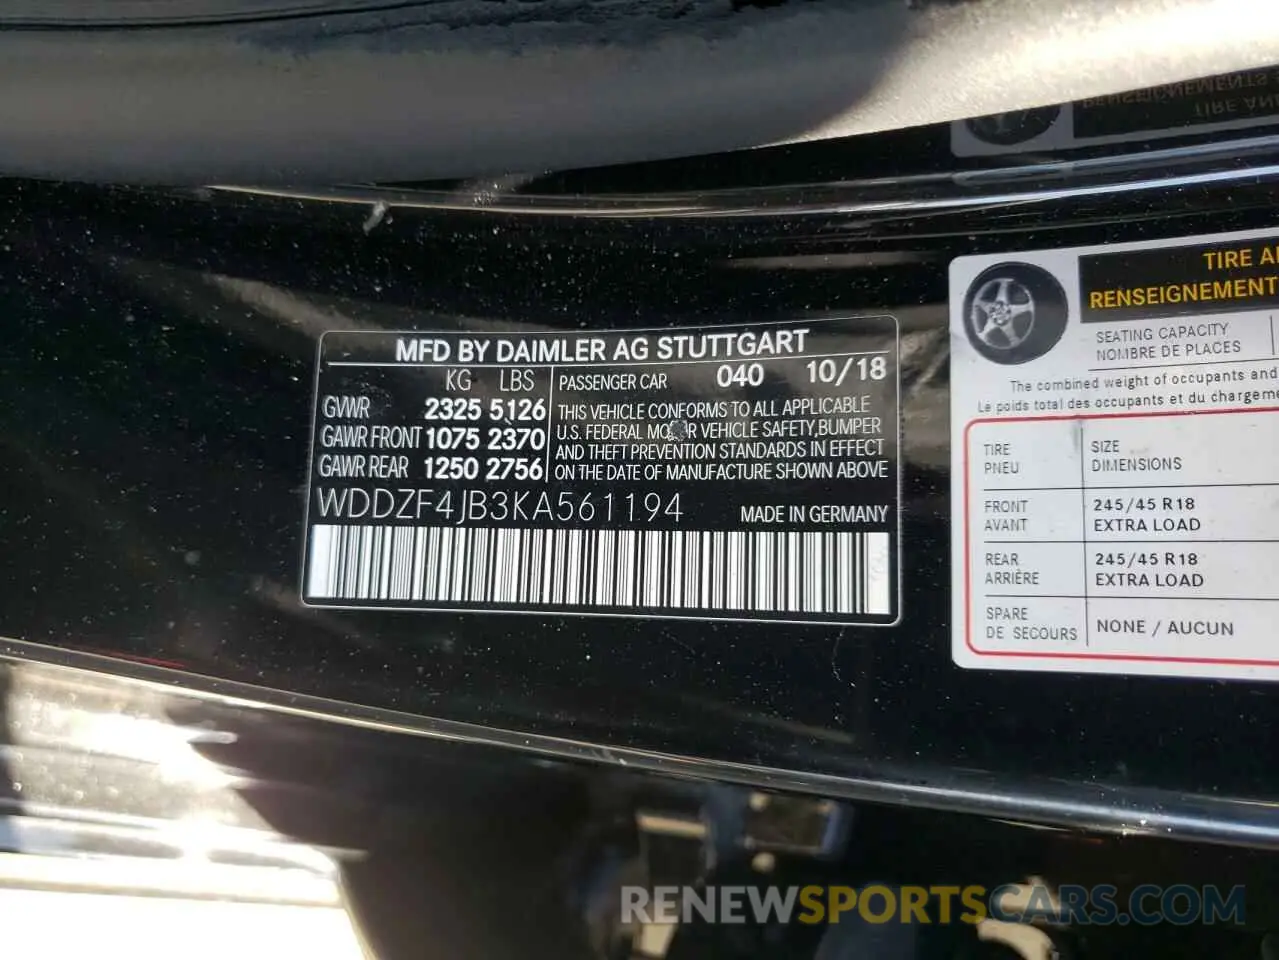 MFD BY DAIMLER AG STUTTGART
KG LBS PASSENGER CAR 040 10/18
GVWR 2325 5126
GAWR FRONT 1075 2370
GAWR REAR 1250 2756
THIS VEHICLE CONFORMS TO ALL APPLICABLE
U.S. FEDERAL VEHICLE SAFETY, BUMPER
AND THEFT PREVENTION STANDARDS IN EFFECT
ON THE DATE OF MANUFACTURE SHOWN ABOVE
WDDZF4JB3KA561194 MADE IN GERMANY
TIRE
RENSEIGNEMENT
SEATING CAPACITY
NOMBRE DE PLACES
The combined weight of occupants and
Le poids total des occupants et du
TIRE
PNEU
SIZE
DIMENSIONS
FRONT
AVANT
245/45 R18
EXTRA LOAD
REAR
ARRIÈRE
245/45 R18
EXTRA LOAD
SPARE
DE SECOURS
NONE / AUCUN
RENEWSPORTSCARS.COM